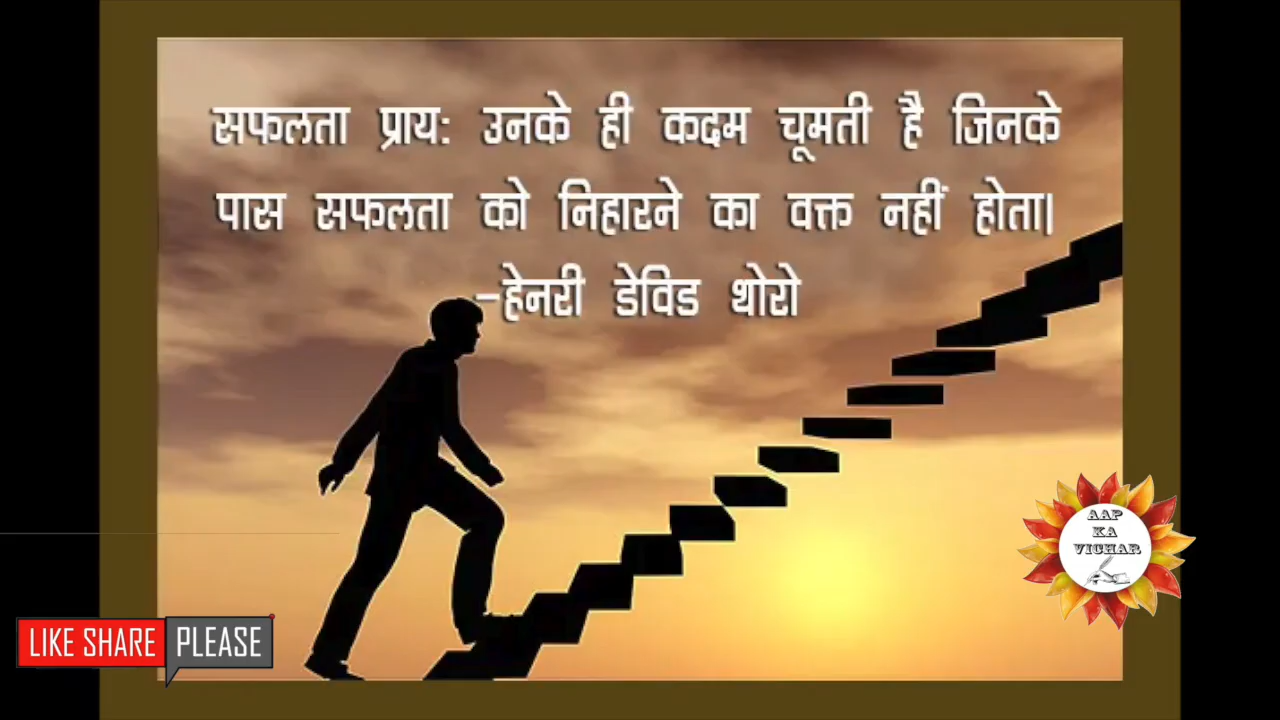 सफलता प्राय: उनके ही कदम चूमती है जिनके
पास सफलता को निहारने का वक्त नहीं होता|
-हेनरी डेविड थोरो
AAP
KA
VICHAR
LIKE SHARE PLEASE